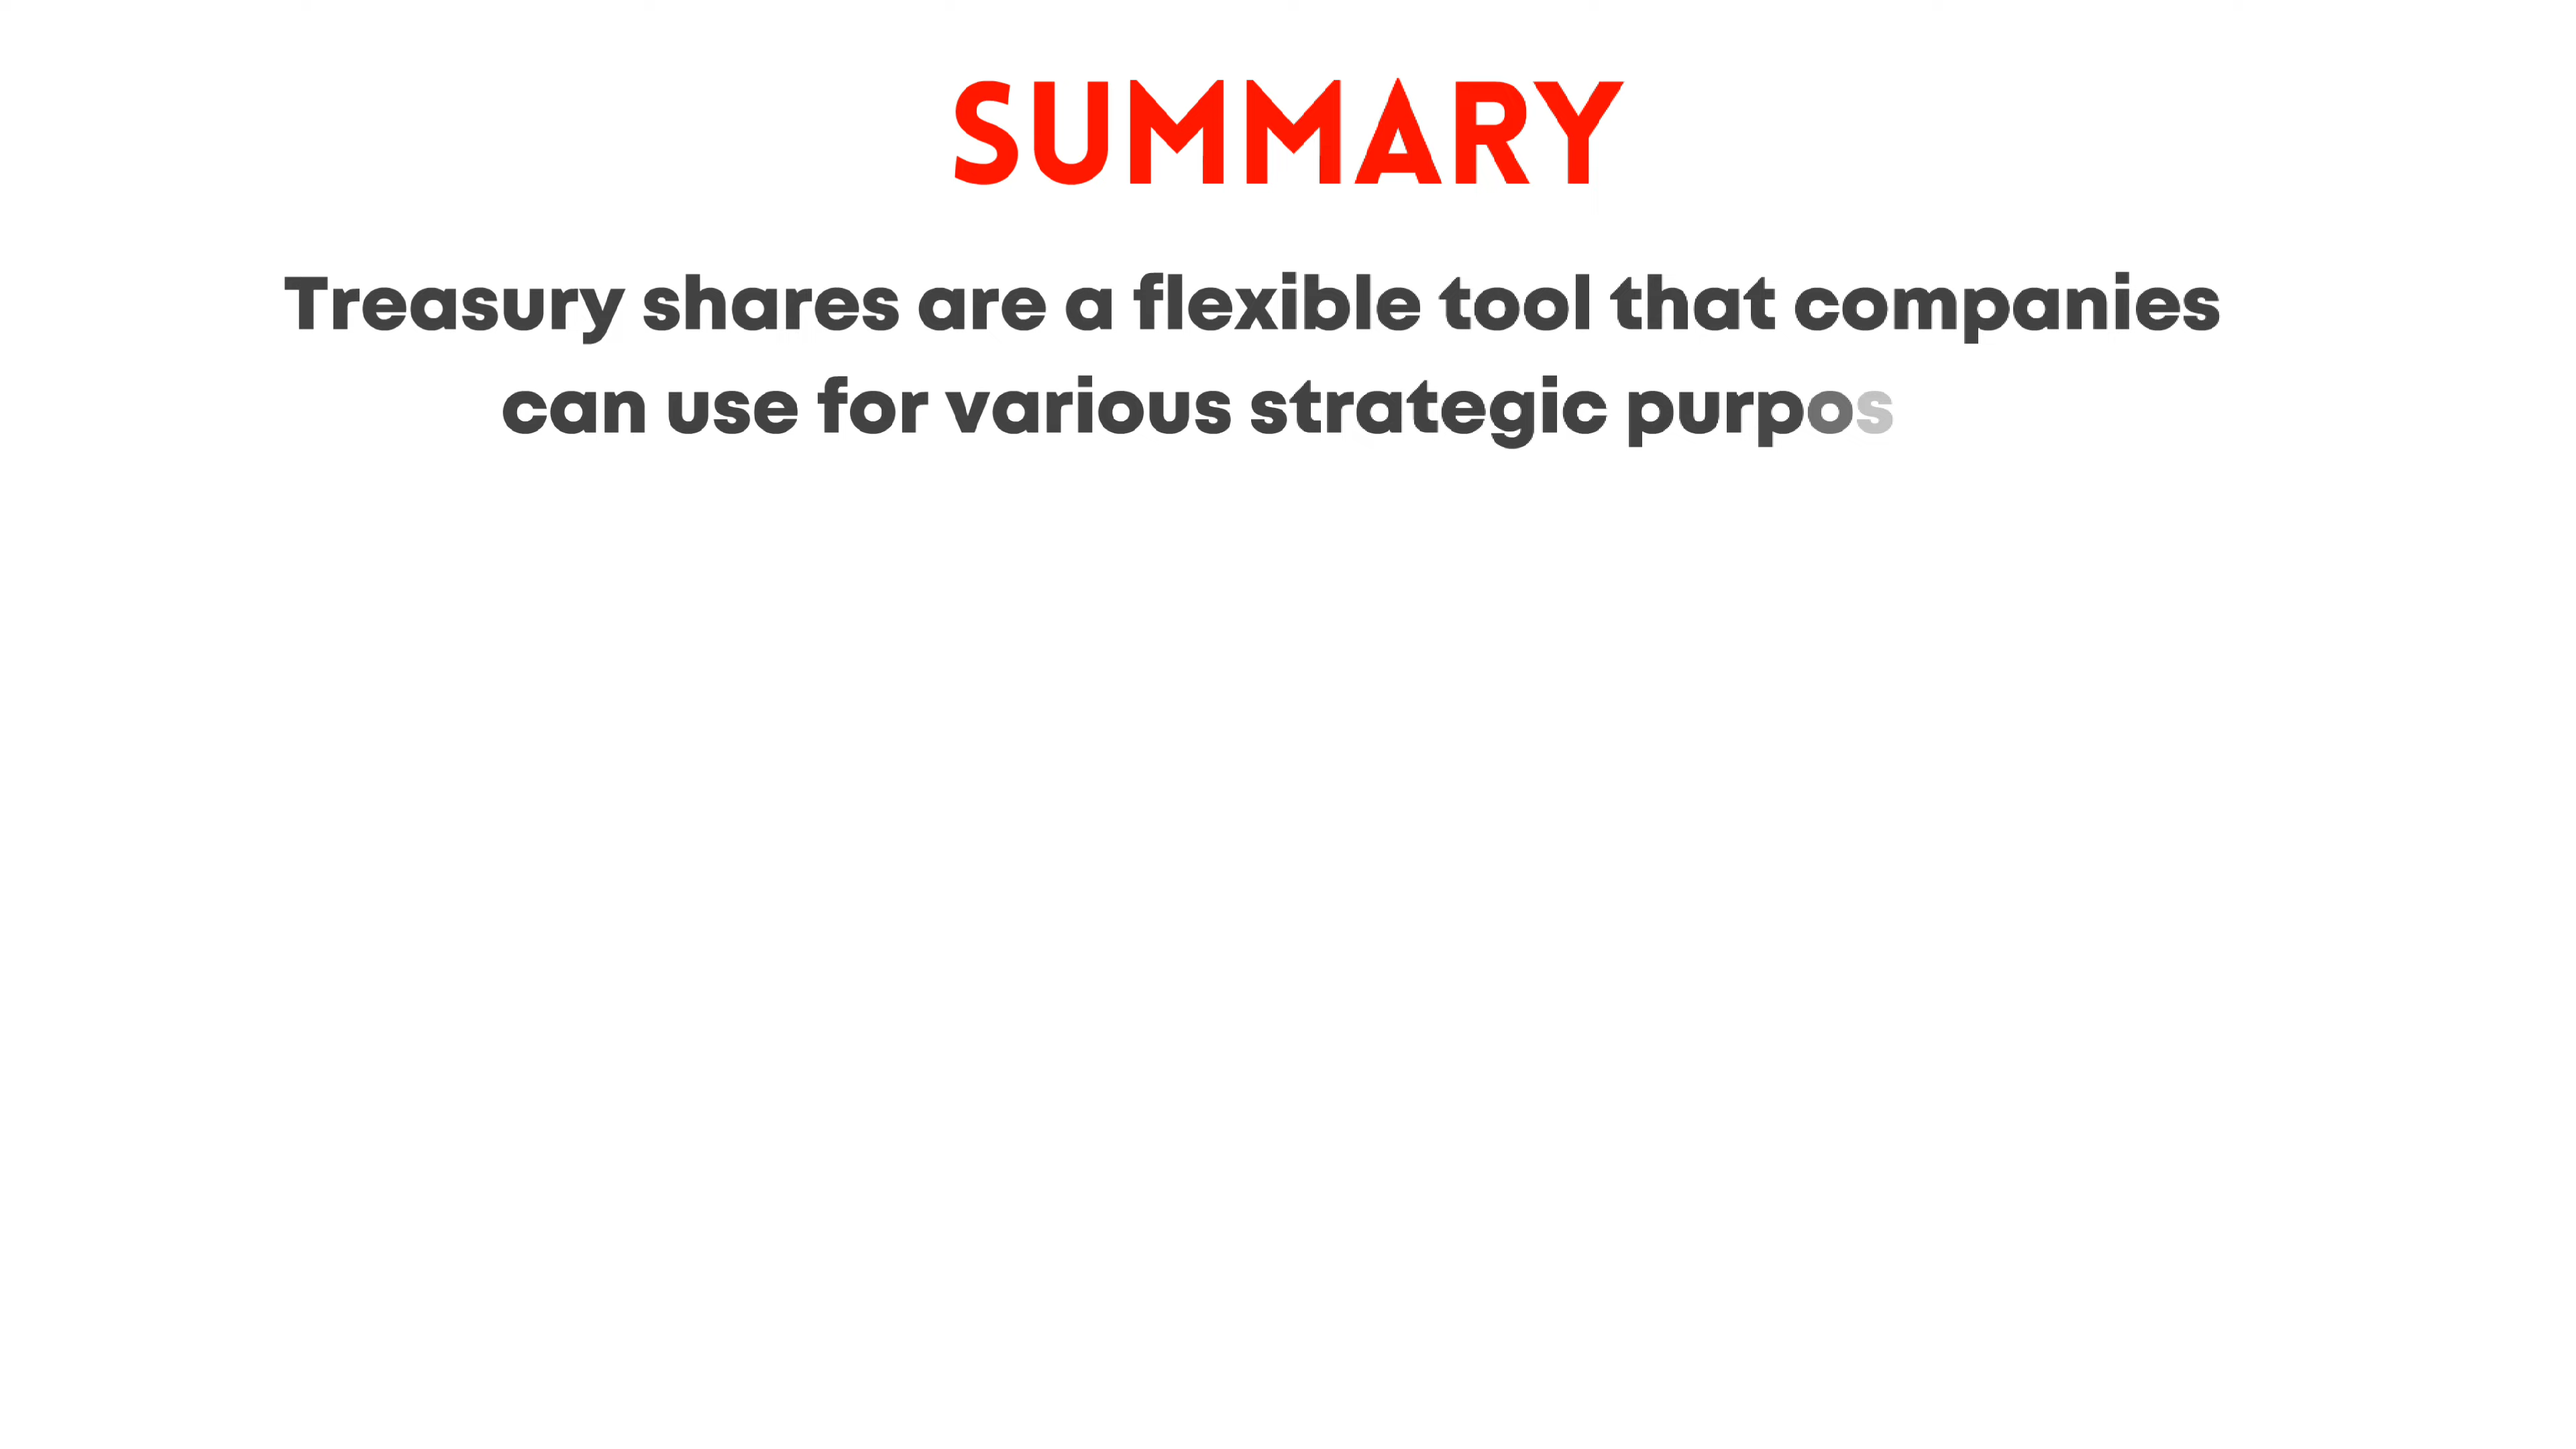 SUMMARY
Treasury shares are a flexible tool that companies
can use for various strategic purpos